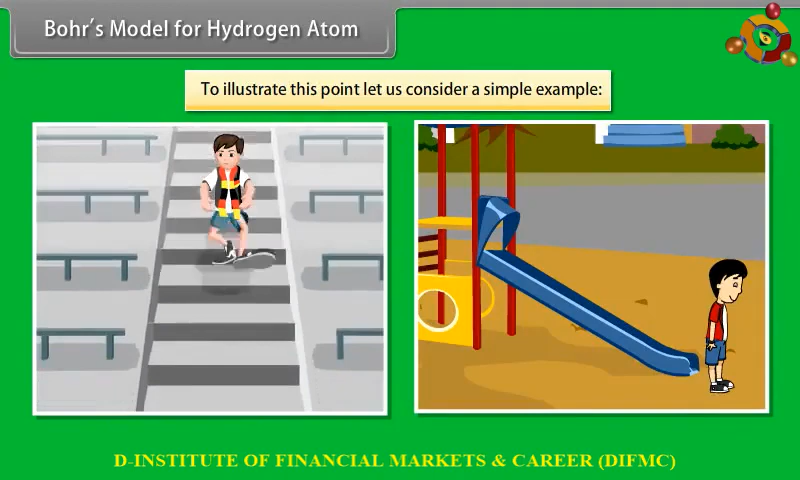 Bohr's Model for Hydrogen Atom
To illustrate this point let us consider a simple example:
D-INSTITUTE OF FINANCIAL MARKETS & CAREER (DIFMC)